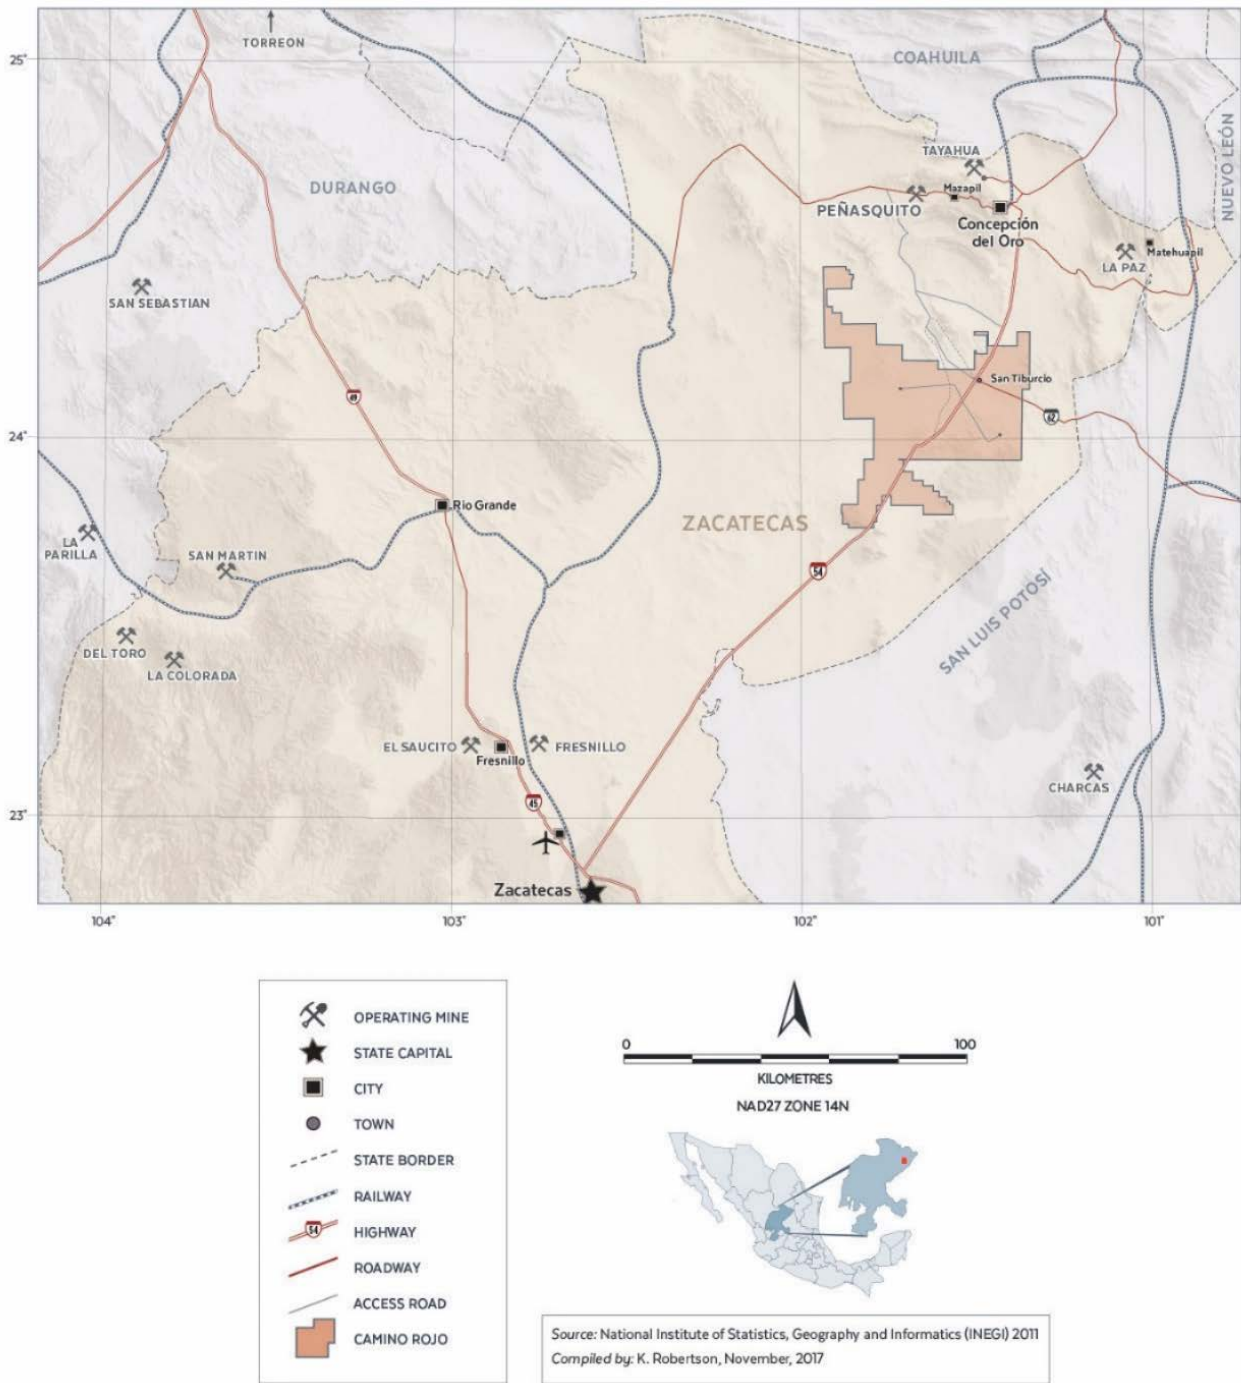 TORREON
COAHUILA
25°
NUEVO LEÓN
TAYAHUA
DURANGO
Mazapil
PEÑASQUITO
Concepción
del Oro
Matehuapil
LA PAZ
SAN SEBASTIAN
San Tiburcio
49
62
24°
Rio Grande
ZACATECAS
LA
PARILLA
SAN MARTIN
54
SAN LUIS POTOSÍ
DEL TORO
LA COLORADA
EL SAUCITO
FRESNILLO
Fresnillo
CHARCAS
45
23°
Zacatecas
104°
103°
102°
101°
OPERATING MINE
STATE CAPITAL
CITY
TOWN
STATE BORDER
RAILWAY
54
HIGHWAY
ROADWAY
ACCESS ROAD
CAMINO ROJO
0
100
KILOMETRES
NAD27 ZONE 14N
Source: National Institute of Statistics, Geography and Informatics (INEGI) 2011
Compiled by: K. Robertson, November, 2017